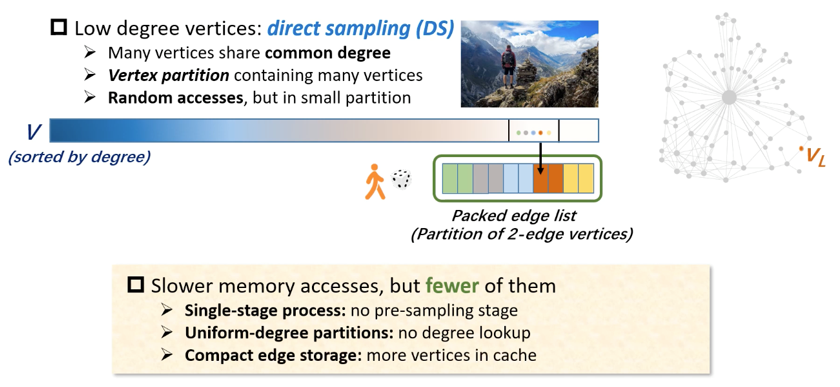 Low degree vertices: direct sampling (DS)
Many vertices share common degree
Vertex partition containing many vertices
Random accesses, but in small partition
V
(sorted by degree)
V_L
Packed edge list
(Partition of 2-edge vertices)
Slower memory accesses, but fewer of them
Single-stage process: no pre-sampling stage
Uniform-degree partitions: no degree lookup
Compact edge storage: more vertices in cache